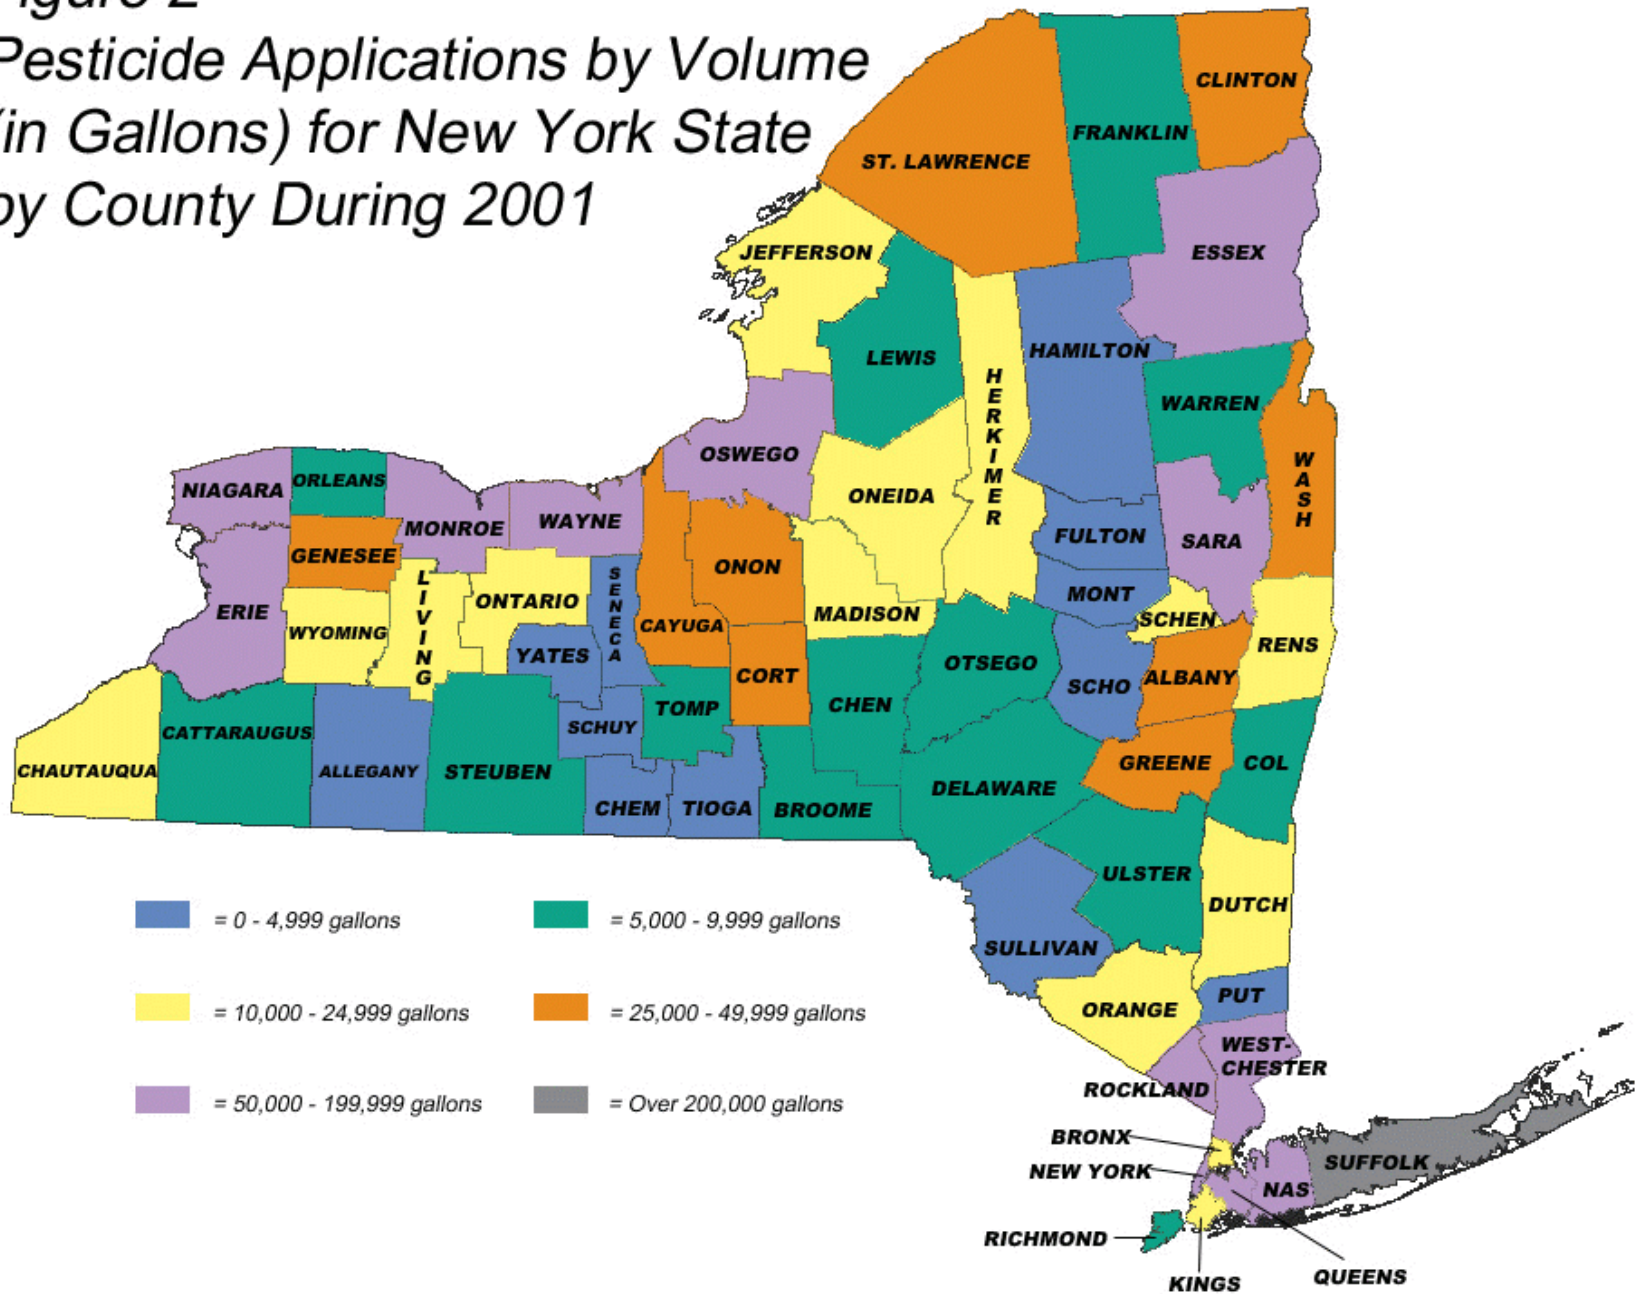 Figure 2
Pesticide Applications by Volume
(in Gallons) for New York State
by County During 2001
CLINTON
FRANKLIN
ST. LAWRENCE
ESSEX
JEFFERSON
LEWIS
HAMILTON
HERKIMER
WARREN
WASH
OSWEGO
ONEIDA
NIAGARA
ORLEANS
MONROE
WAYNE
FULTON
SARA
GENESEE
ONON
MONT
LIVING
ONTARIO
SENECA
ERIE
WYOMING
CAYUGA
MADISON
SCHEN
RENS
YATES
OTSEGO
CORT
SCHO
ALBANY
TOMP
CHEN
SCHUY
CATTARAUGUS
CHAUTAUQUA
ALLEGANY
STEUBEN
GREENE
COL
DELAWARE
CHEM
TIOGA
BROOME
ULSTER
DUTCH
SULLIVAN
PUT
ORANGE
WEST-
CHESTER
ROCKLAND
BRONX
NEW YORK
SUFFOLK
NAS
RICHMOND
KINGS
QUEENS
= 0 - 4,999 gallons
= 5,000 - 9,999 gallons
= 10,000 - 24,999 gallons
= 25,000 - 49,999 gallons
= 50,000 - 199,999 gallons
= Over 200,000 gallons